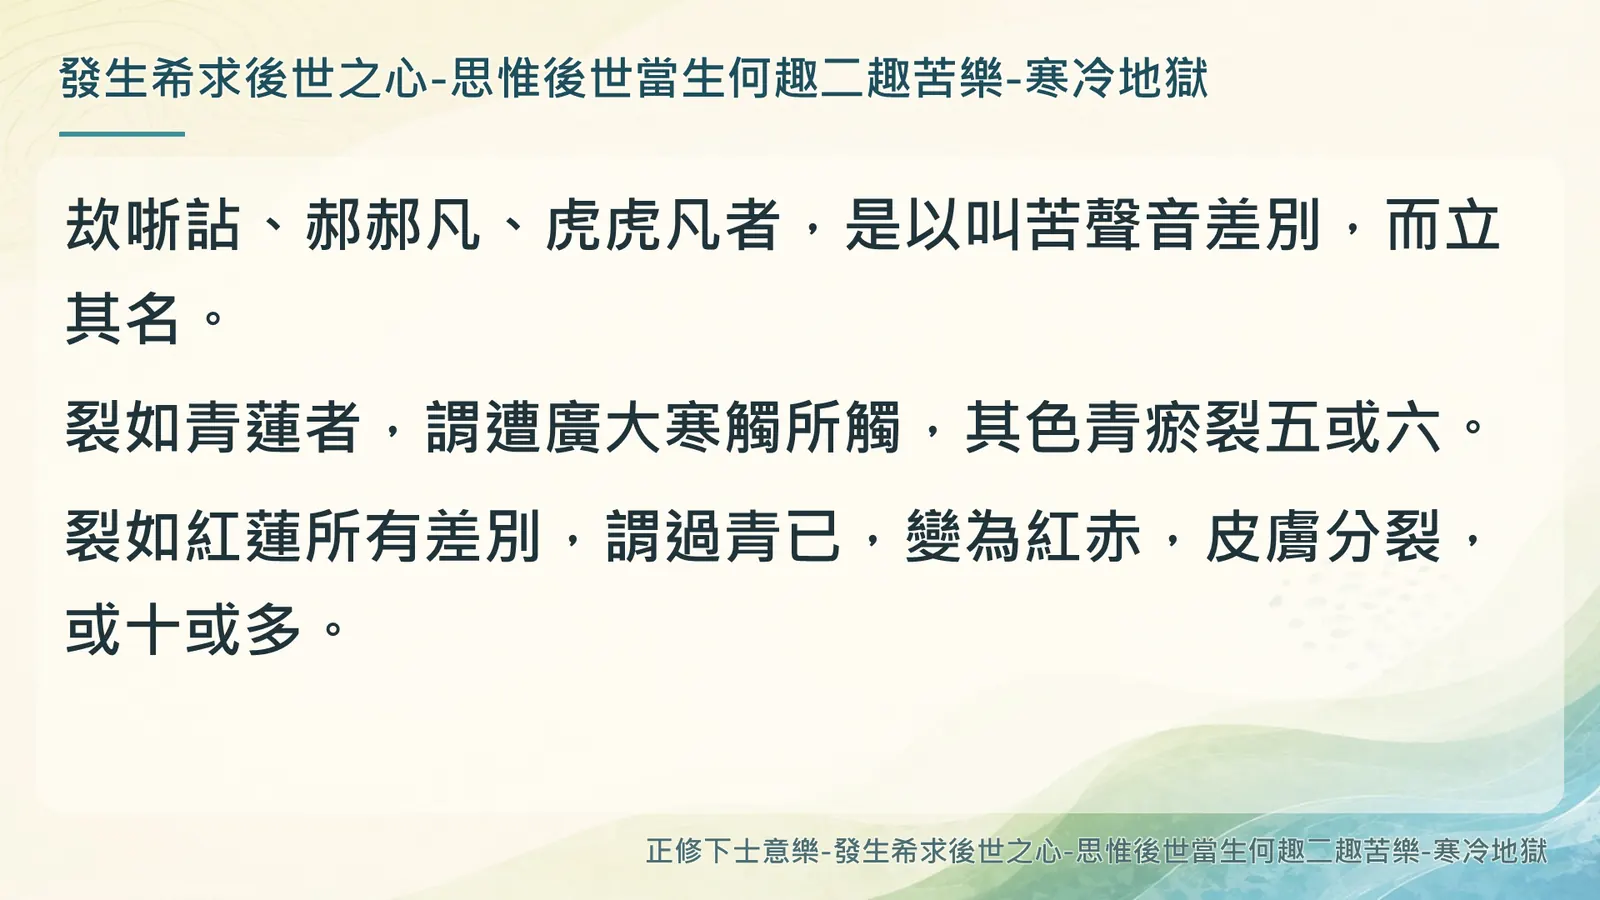 發生希求後世之心-思惟後世當生何趣二趣苦樂-寒冷地獄
㰦哳詀、郝郝凡、虎虎凡者，是以叫苦聲音差別，而立
其名。
裂如青蓮者，謂遭廣大寒觸所觸，其色青瘀裂五或六。
裂如紅蓮所有差別，謂過青已，變為紅赤，皮膚分裂，
或十或多。
正修下士意樂-發生希求後世之心-思惟後世當生何趣二趣苦樂-寒冷地獄